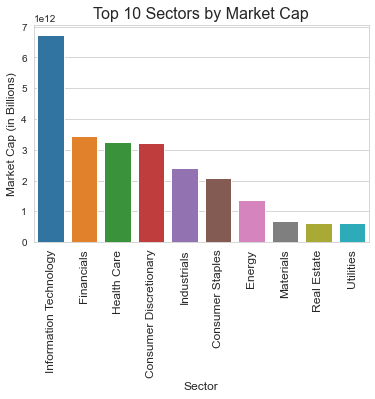 Top 10 Sectors by Market Cap
1e12
7
6
5
4
3
2
1
0
Market Cap (in Billions)
Information Technology
Financials
Health Care
Consumer Discretionary
Industrials
Consumer Staples
Energy
Materials
Real Estate
Utilities
Sector